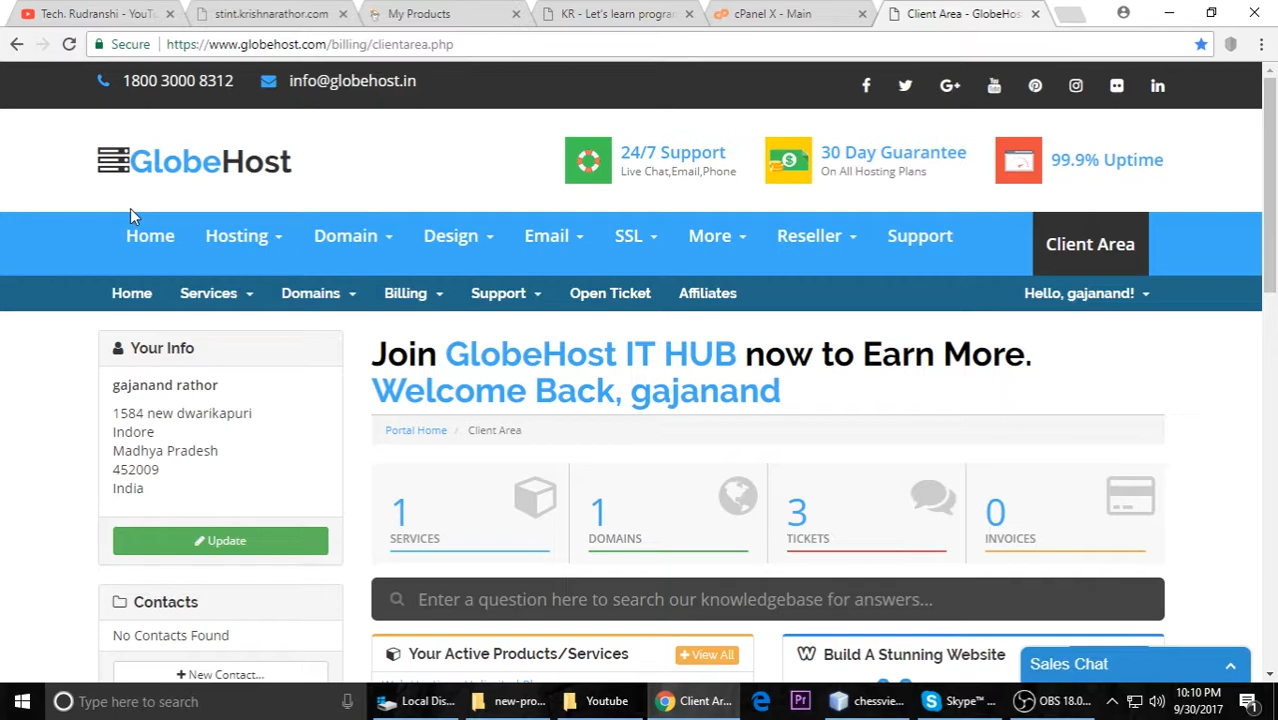 Tech. Rudranshi - YouTu
stint.krishnarathor.com
My Products
KR - Let's learn progran
cPanel X - Main
Client Area - GlobeHos
Secure
https://www.globehost.com/billing/clientarea.php
1800 3000 8312
info@globehost.in
GlobeHost
24/7 Support
Live Chat,Email,Phone
30 Day Guarantee
On All Hosting Plans
99.9% Uptime
Home
Hosting
Domain
Design
Email
SSL
More
Reseller
Support
Client Area
Home
Services
Domains
Billing
Support
Open Ticket
Affiliates
Hello, gajanand!
Your Info
gajanand rathor
1584 new dwarikapuri
Indore
Madhya Pradesh
452009
India
Update
Contacts
No Contacts Found
New Contact...
Join GlobeHost IT HUB now to Earn More.
Welcome Back, gajanand
Portal Home / Client Area
1
SERVICES
1
DOMAINS
3
TICKETS
0
INVOICES
Enter a question here to search our knowledgebase for answers...
Your Active Products/Services
View All
Build A Stunning Website
Sales Chat
Type here to search
Local Dis...
new-pro...
Youtube
Client Ar...
chessvie...
Skype™ ...
OBS 18.0...
10:10 PM
9/30/2017